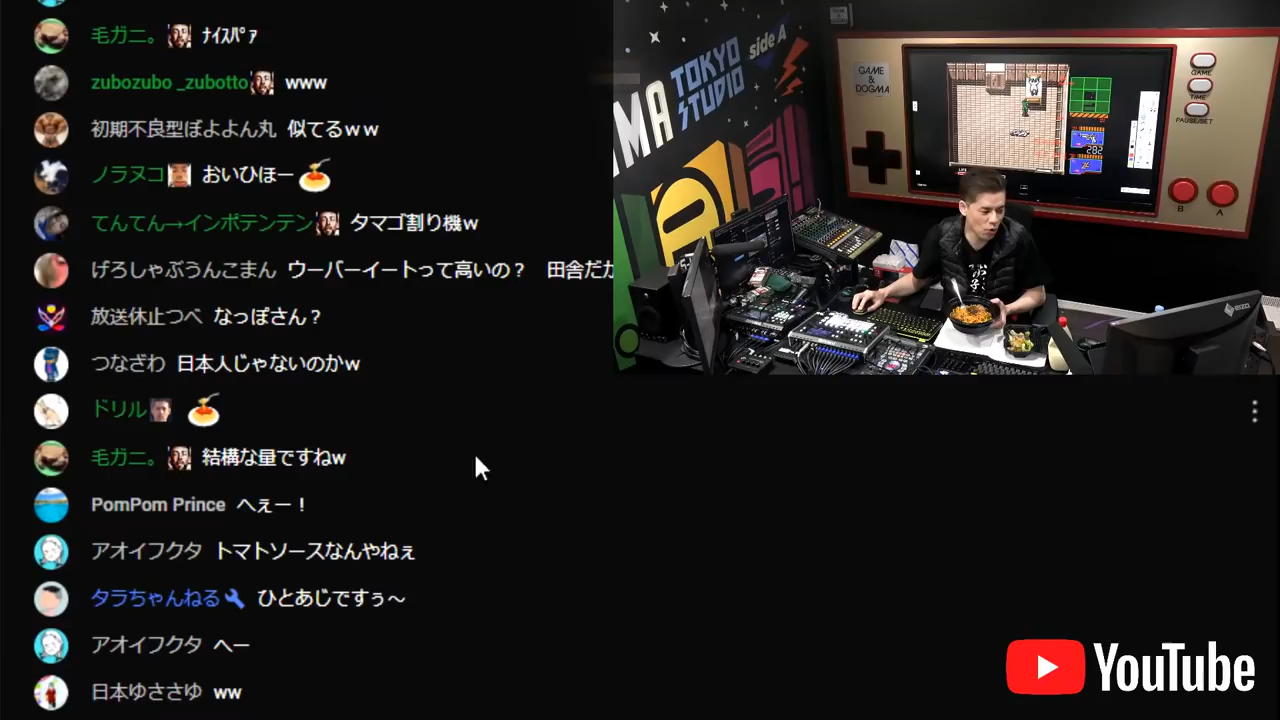 毛ガニ。 ﾅｲｽﾊﾟｧ
zubozubo _zubotto www
初期不良型ぽよよん丸 似てるｗｗ
ノラヌコ おいひほー
てんてん→インポテンテン タマゴ割り機w
げろしゃぶうんこまん ウーバーイートって高いの？ 田舎だか
放送休止つべ なっぽさん？
つなざわ 日本人じゃないのかw
ドリル
毛ガニ。 結構な量ですねw
PomPom Prince へぇー！
アオイフクタ トマトソースなんやねぇ
タラちゃんねる ひとあじですぅ～
アオイフクタ へー
日本ゆささゆ ww
MA
TOKYO
STUDIO
side A
GAME
&
DOGMA
GAME
TIME
PAUSE/SET
B
A
282
EIZO
YouTube